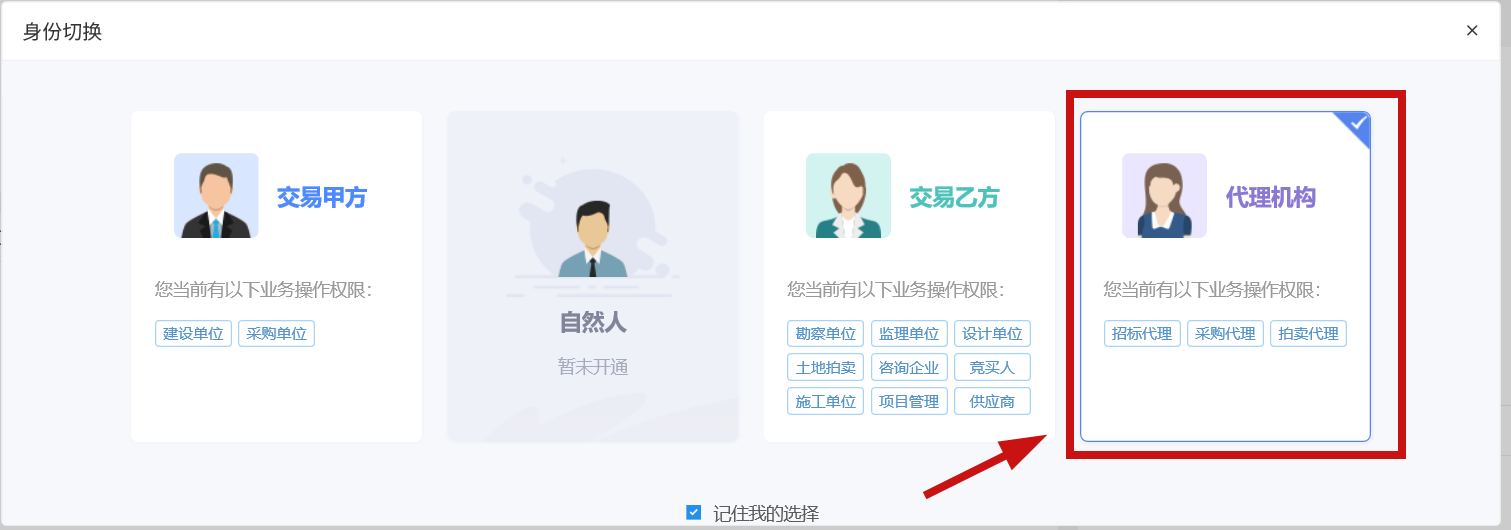 身份切换
交易甲方
您当前有以下业务操作权限：
建设单位 采购单位
自然人
暂未开通
交易乙方
您当前有以下业务操作权限：
勘察单位 监理单位 设计单位
土地拍卖 咨询企业 竞买人
施工单位 项目管理 供应商
代理机构
您当前有以下业务操作权限：
招标代理 采购代理 拍卖代理
记住我的选择